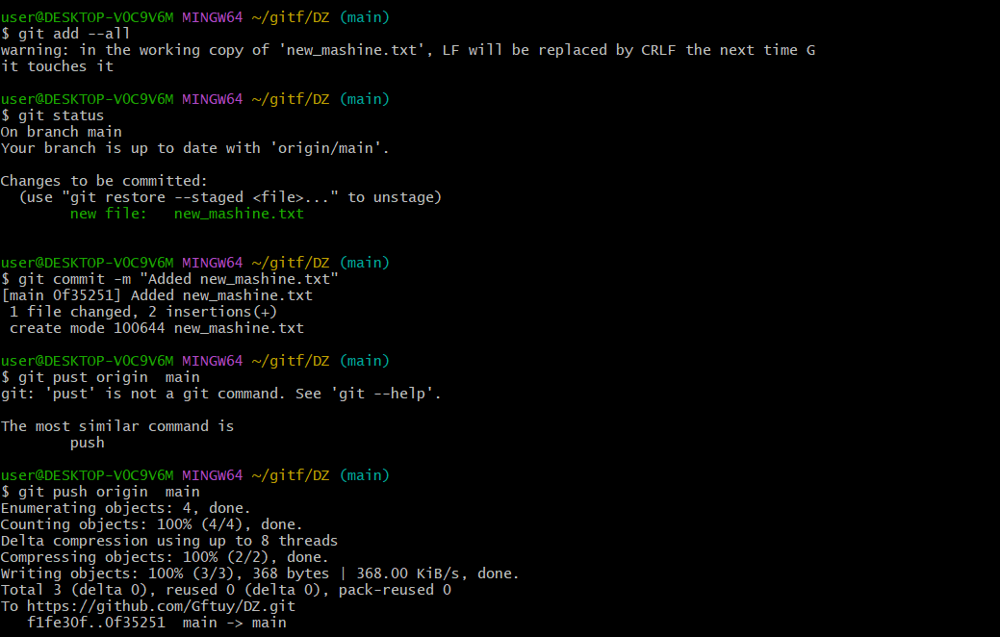 user@DESKTOP-VOC9V6M MINGW64 ~/gitf/DZ (main)
$ git add --all
warning: in the working copy of 'new_mashine.txt', LF will be replaced by CRLF the next time G
it touches it

user@DESKTOP-VOC9V6M MINGW64 ~/gitf/DZ (main)
$ git status
On branch main
Your branch is up to date with 'origin/main'.

Changes to be committed:
  (use "git restore --staged <file>..." to unstage)
        new file:   new_mashine.txt


user@DESKTOP-VOC9V6M MINGW64 ~/gitf/DZ (main)
$ git commit -m "Added new_mashine.txt"
[main 0f35251] Added new_mashine.txt
 1 file changed, 2 insertions(+)
 create mode 100644 new_mashine.txt

user@DESKTOP-VOC9V6M MINGW64 ~/gitf/DZ (main)
$ git pust origin  main
git: 'pust' is not a git command. See 'git --help'.

The most similar command is
        push

user@DESKTOP-VOC9V6M MINGW64 ~/gitf/DZ (main)
$ git push origin  main
Enumerating objects: 4, done.
Counting objects: 100% (4/4), done.
Delta compression using up to 8 threads
Compressing objects: 100% (2/2), done.
Writing objects: 100% (3/3), 368 bytes | 368.00 KiB/s, done.
Total 3 (delta 0), reused 0 (delta 0), pack-reused 0
To https://github.com/Gftuy/DZ.git
   f1fe30f..0f35251  main -> main